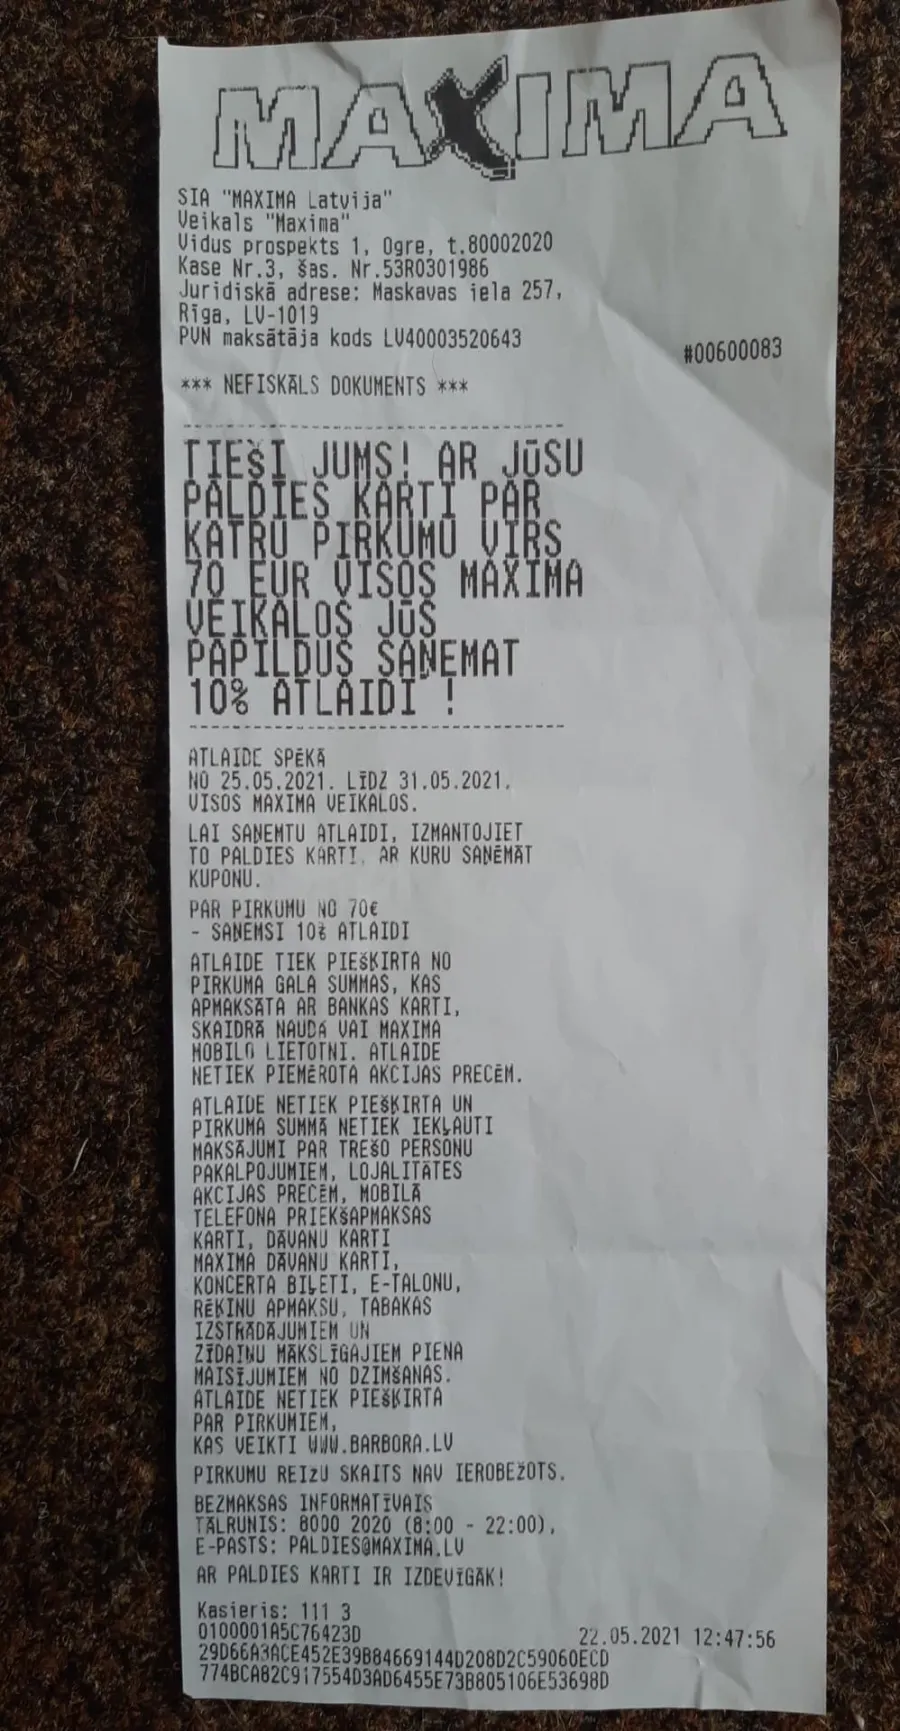 MAXIMA
SIA "MAXIMA Latvija"
Veikals "Maxima"
Vidus prospekts 1, Ogre, t.80002020
Kase Nr.3, šas. Nr.53R0301986
Juridiskā adrese: Maskavas iela 257,
Rīga, LV-1019
PVN maksātāja kods LV40003520643
#00600083
*** NEFISKĀLS DOKUMENTS ***
TIEšI JUMS! AR JūSU
PALDIES KARTI PAR
KATRU PIRKUMU VIRS
70 EUR VISOS MAXIMA
VEIKALOS JūS
PAPILDUS SAŅEMAT
10% ATLAIDI !
ATLAIDE SPĒKĀ
NO 25.05.2021. LĪDZ 31.05.2021.
VISOS MAXIMA VEIKALOS.
LAI SAŅEMTU ATLAIDI, IZMANTOJIET
TO PALDIES KARTI, AR KURU SAŅĒMĀT
KUPONU.
PAR PIRKUMU NO 70€
- SAŅEMSI 10% ATLAIDI
ATLAIDE TIEK PIEšĶIRTA NO
PIRKUMA GALA SUMMAS, KAS
APMAKSĀTA AR BANKAS KARTI,
SKAIDRĀ NAUDĀ VAI MAXIMA
MOBILO LIETOTNI. ATLAIDE
NETIEK PIEMĒROTA AKCIJAS PRECĒM.
ATLAIDE NETIEK PIEšĶIRTA UN
PIRKUMA SUMMĀ NETIEK IEKĻAUTI
MAKSĀJUMI PAR TREšO PERSONU
PAKALPOJUMIEM, LOJALITĀTES
AKCIJAS PRECĒM, MOBILĀ
TELEFONA PRIEKšAPMAKSAS
KARTI, DĀVANU KARTI
MAXIMA DĀVANU KARTI,
KONCERTA BIĻETI, E-TALONU,
RĒĶINU APMAKSU, TABAKAS
IZSTRĀDĀJUMIEM UN
ZĪDAIŅU MĀKSLĪGAJIEM PIENA
MAISĪJUMIEM NO DZIMšANAS.
ATLAIDE NETIEK PIEšĶIRTA
PAR PIRKUMIEM,
KAS VEIKTI WWW.BARBORA.LV
PIRKUMU REIžU SKAITS NAV IEROBEžOTS.
BEZMAKSAS INFORMATĪVAIS
TĀLRUNIS: 8000 2020 (8:00 - 22:00),
E-PASTS: PALDIES@MAXIMA.LV
AR PALDIES KARTI IR IZDEVĪGĀK!
Kasieris: 111 3
0100001A5C76423D 22.05.2021 12:47:56
29D66A3ACE452E39B84669144D208D2C59060ECD
774BCA82C917554D3AD6455E73B805106E53698D